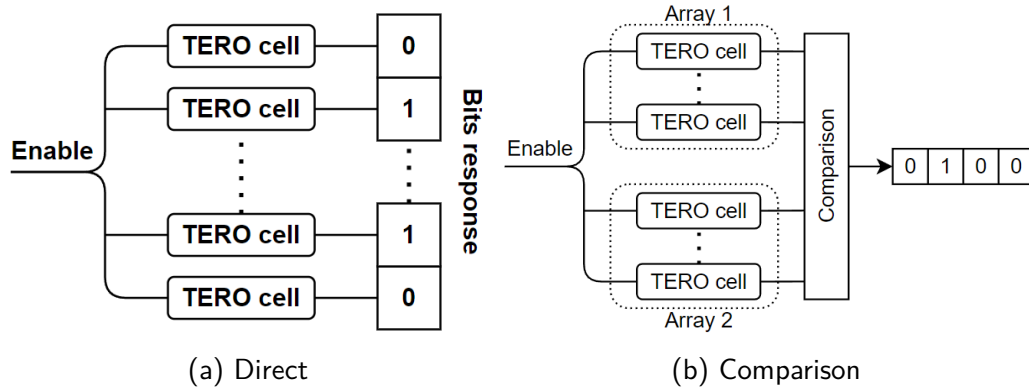 TERO cell 0
TERO cell 1
Enable
TERO cell 1
TERO cell 0
Bits response
(a) Direct
Array 1
TERO cell
TERO cell
Enable
TERO cell
TERO cell
Array 2
Comparison
0 1 0 0
(b) Comparison